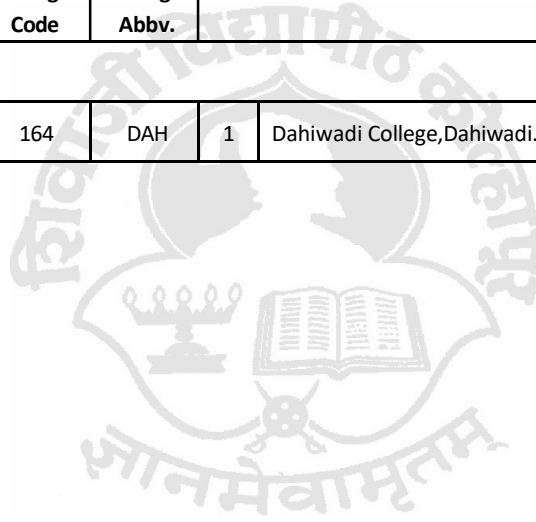 Code Abbv.
164 DAH 1 Dahiwadi College,Dahiwadi.
शिवाजी विद्यापीठ कोल्हापूर
ज्ञानमेवामृतम्